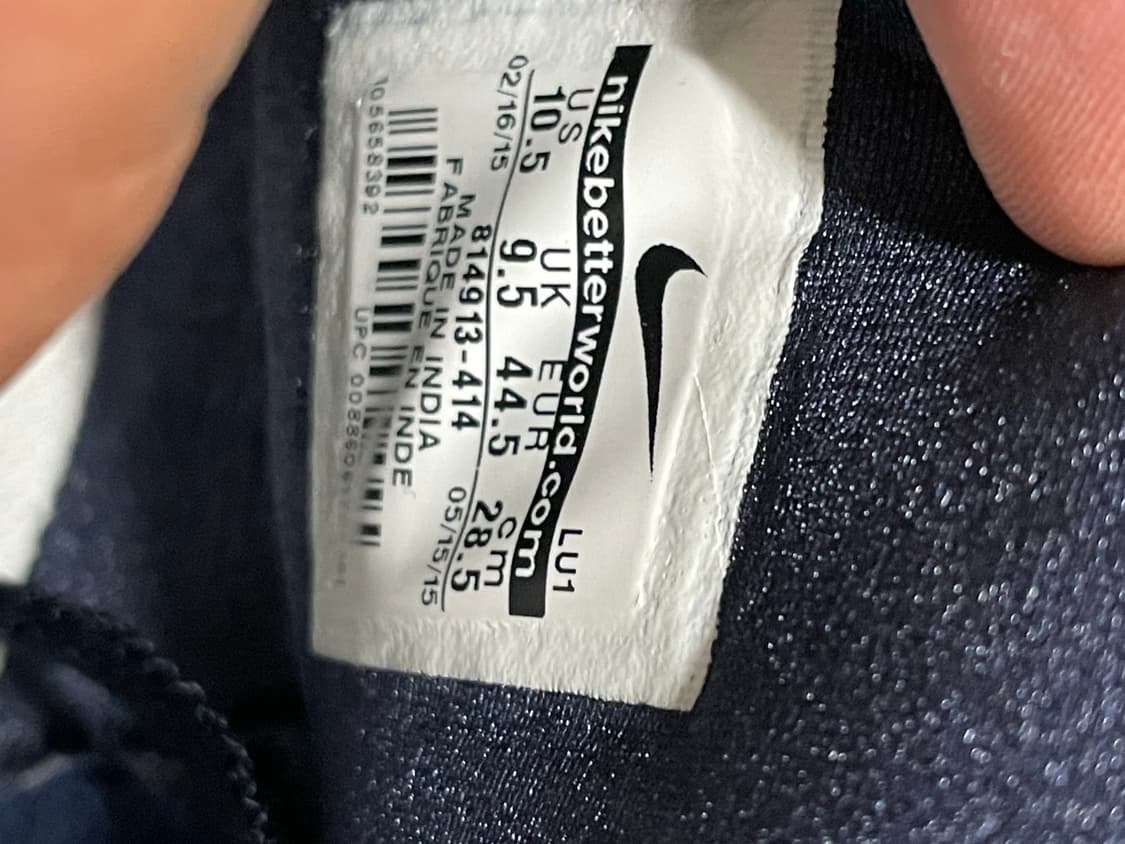 LU1
nikebetterworld.com
US UK EUR cm
10.5 9.5 44.5 28.5
02/16/15 814913-414 05/15/15
MADE IN INDIA
FABRIQUE EN INDE
105658392 UPC